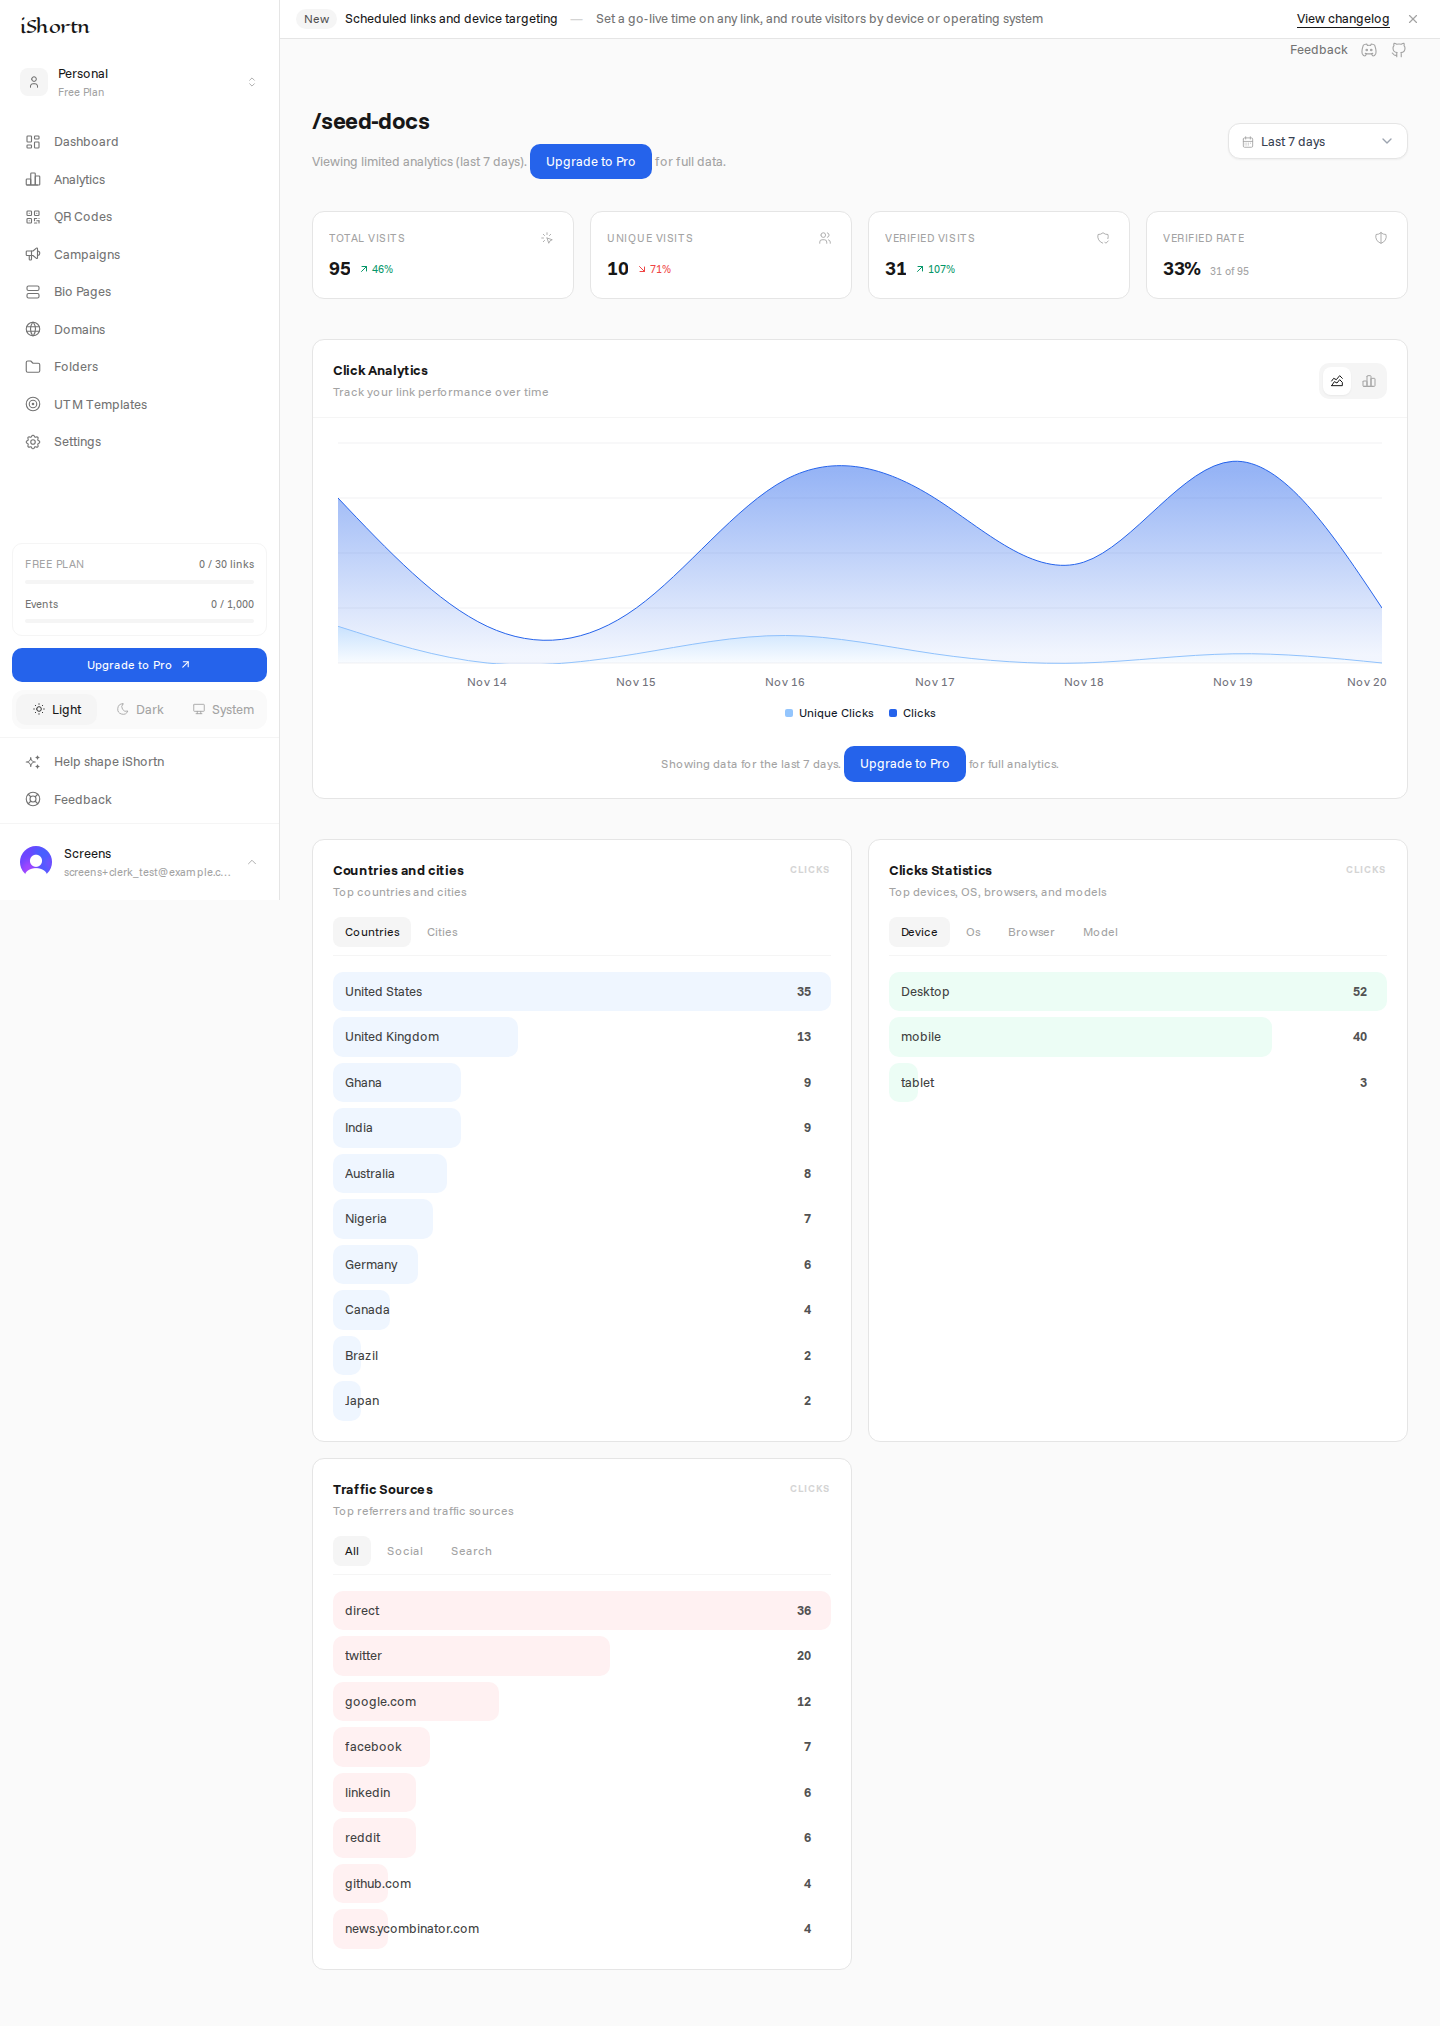 iShortn
Personal
Free Plan
Dashboard
Analytics
QR Codes
Campaigns
Bio Pages
Domains
Folders
UTM Templates
Settings
FREE PLAN 0 / 30 links
Events 0 / 1,000
Upgrade to Pro
Light Dark System
Help shape iShortn
Feedback
Screens
screens+clerk_test@example.c...
New Scheduled links and device targeting — Set a go-live time on any link, and route visitors by device or operating system View changelog
Feedback
/seed-docs
Viewing limited analytics (last 7 days). Upgrade to Pro for full data.
Last 7 days
TOTAL VISITS
95 46%
UNIQUE VISITS
10 71%
VERIFIED VISITS
31 107%
VERIFIED RATE
33% 31 of 95
Click Analytics
Track your link performance over time
Nov 14 Nov 15 Nov 16 Nov 17 Nov 18 Nov 19 Nov 20
Unique Clicks Clicks
Showing data for the last 7 days. Upgrade to Pro for full analytics.
Countries and cities CLICKS
Top countries and cities
Countries Cities
United States 35
United Kingdom 13
Ghana 9
India 9
Australia 8
Nigeria 7
Germany 6
Canada 4
Brazil 2
Japan 2
Clicks Statistics CLICKS
Top devices, OS, browsers, and models
Device Os Browser Model
Desktop 52
mobile 40
tablet 3
Traffic Sources CLICKS
Top referrers and traffic sources
All Social Search
direct 36
twitter 20
google.com 12
facebook 7
linkedin 6
reddit 6
github.com 4
news.ycombinator.com 4